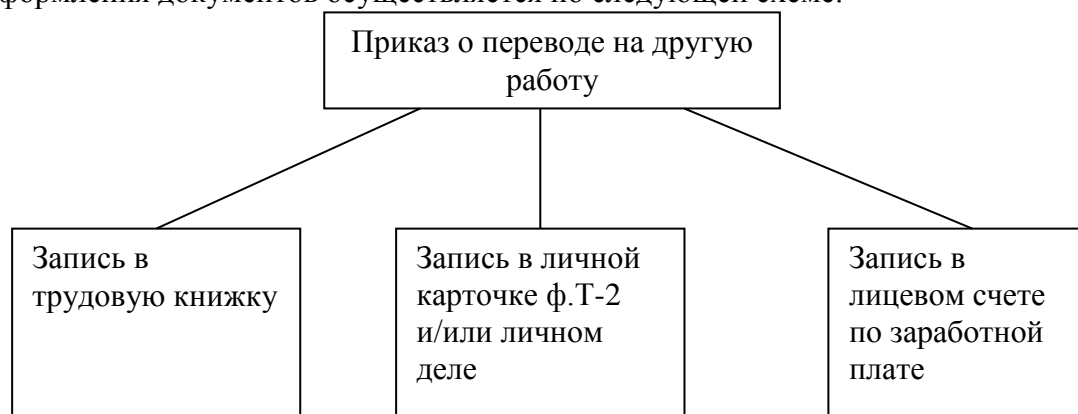 документов осуществляется по следующей схеме:
Приказ о переводе на другую
работу
Запись в
трудовую книжку
Запись в личной
карточке ф.Т-2
и/или личном
деле
Запись в
лицевом счете
по заработной
плате